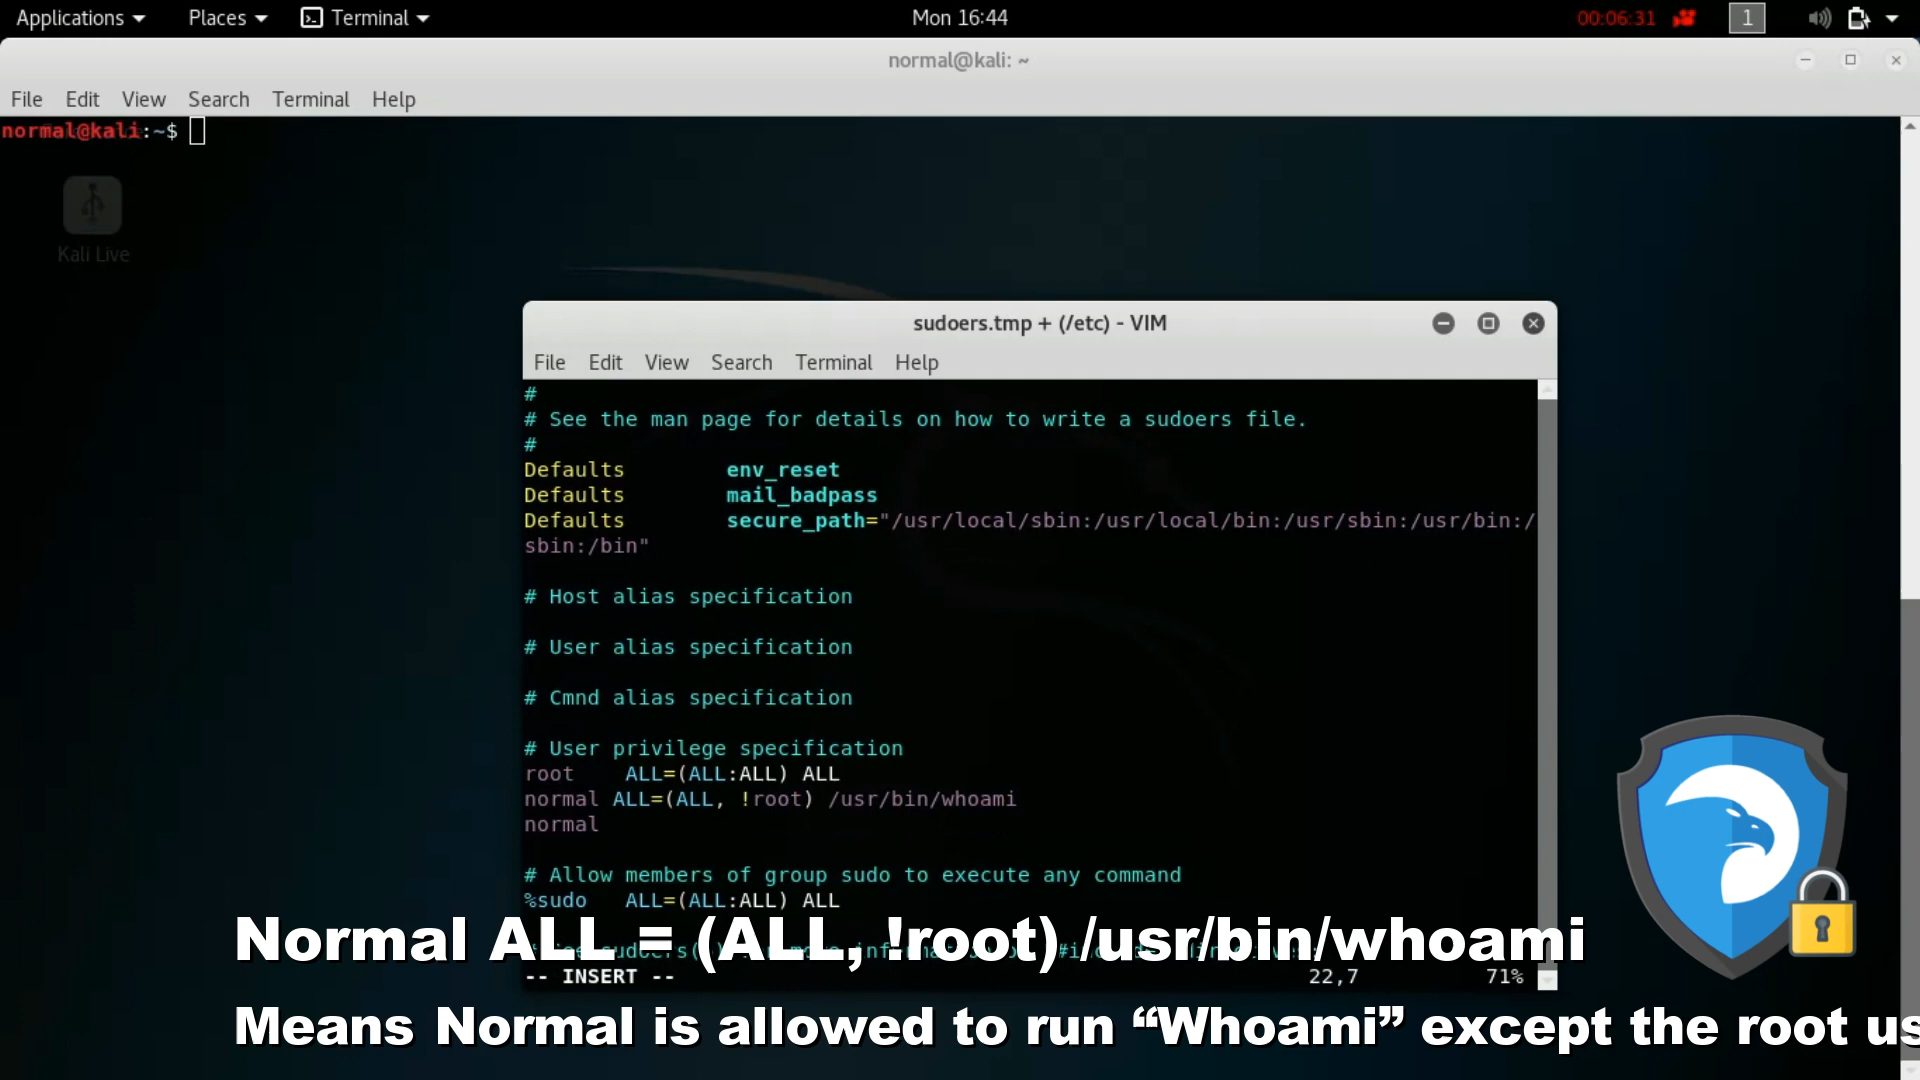 Applications Places Terminal Mon 16:44 00:06:31 1
normal@kali: ~
File Edit View Search Terminal Help
normal@kali:~$
Kali Live
sudoers.tmp + (/etc) - VIM
File Edit View Search Terminal Help
#
# See the man page for details on how to write a sudoers file.
#
Defaults env_reset
Defaults mail_badpass
Defaults secure_path="/usr/local/sbin:/usr/local/bin:/usr/sbin:/usr/bin:/
sbin:/bin"
# Host alias specification
# User alias specification
# Cmnd alias specification
# User privilege specification
root ALL=(ALL:ALL) ALL
normal ALL=(ALL, !root) /usr/bin/whoami
normal
# Allow members of group sudo to execute any command
%sudo ALL=(ALL:ALL) ALL
Normal ALL = (ALL, !root) /usr/bin/whoami
-- INSERT -- 22,7 71%
Means Normal is allowed to run “Whoami” except the root us